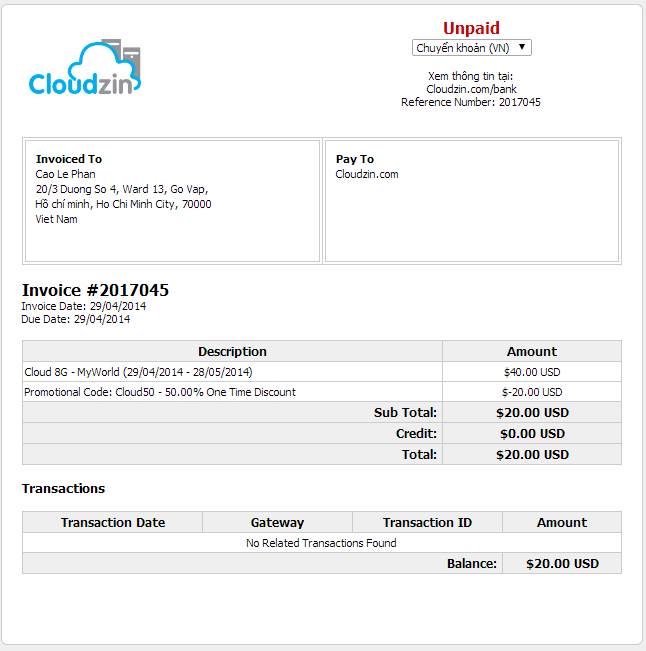 Cloudzin
Unpaid
Chuyển khoản (VN)
Xem thông tin tại:
Cloudzin.com/bank
Reference Number: 2017045
Invoiced To
Cao Le Phan
20/3 Duong So 4, Ward 13, Go Vap,
Hồ chí minh, Ho Chi Minh City, 70000
Viet Nam
Pay To
Cloudzin.com
Invoice #2017045
Invoice Date: 29/04/2014
Due Date: 29/04/2014
Description Amount
Cloud 8G - MyWorld (29/04/2014 - 28/05/2014) $40.00 USD
Promotional Code: Cloud50 - 50.00% One Time Discount $-20.00 USD
Sub Total: $20.00 USD
Credit: $0.00 USD
Total: $20.00 USD
Transactions
Transaction Date Gateway Transaction ID Amount
No Related Transactions Found
Balance: $20.00 USD